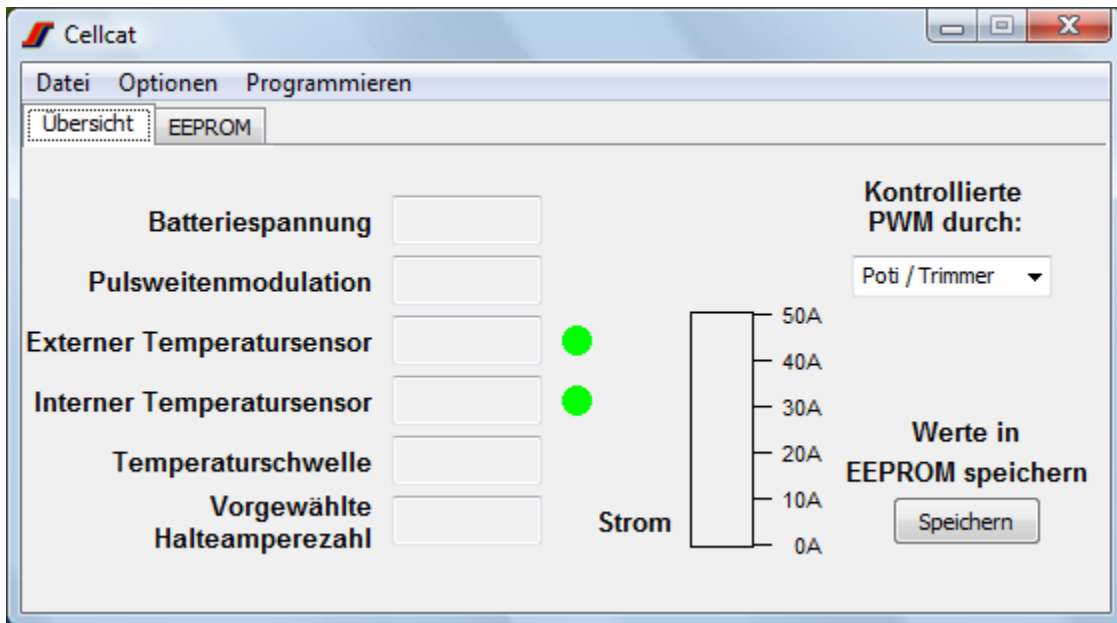 Cellcat
Datei Optionen Programmieren
Übersicht EEPROM
Batteriespannung
Pulsweitenmodulation
Externer Temperatursensor
Interner Temperatursensor
Temperaturschwelle
Vorgewählte
Halteamperezahl
Strom
50A
40A
30A
20A
10A
0A
Kontrollierte
PWM durch:
Poti / Trimmer
Werte in
EEPROM speichern
Speichern